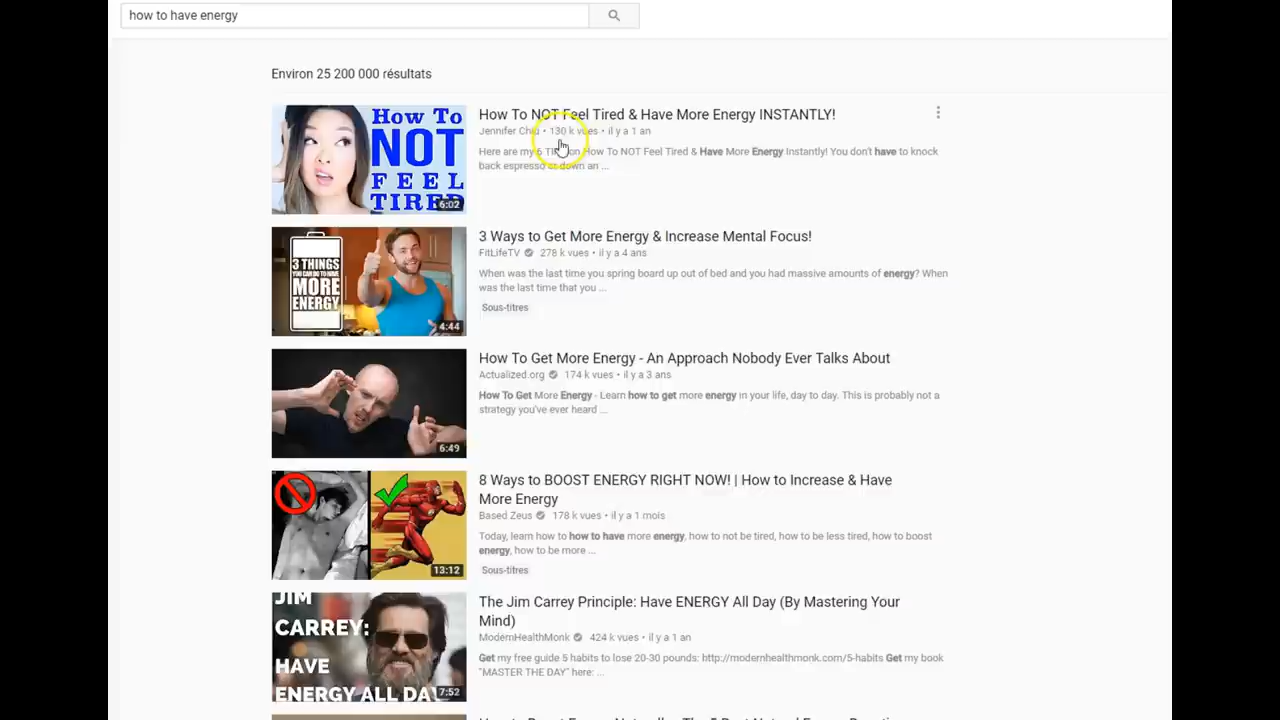 how to have energy
Environ 25 200 000 résultats
How To
NOT
FEEL
TIRED
6:02
How To NOT Feel Tired & Have More Energy INSTANTLY!
Jennifer • 130 k vues • il y a 1 an
Here are my 6 on How To NOT Feel Tired & Have More Energy Instantly! You don't have to knock
back espresso or down an ...
3 THINGS
YOU CAN DO TO HAVE
MORE
ENERGY
4:44
3 Ways to Get More Energy & Increase Mental Focus!
FitLifeTV 278 k vues • il y a 4 ans
When was the last time you spring board up out of bed and you had massive amounts of energy? When
was the last time that you ...
Sous-titres
6:49
How To Get More Energy - An Approach Nobody Ever Talks About
Actualized.org 174 k vues • il y a 3 ans
How To Get More Energy - Learn how to get more energy in your life, day to day. This is probably not a
strategy you've ever heard ...
13:12
8 Ways to BOOST ENERGY RIGHT NOW! | How to Increase & Have
More Energy
Based Zeus 178 k vues • il y a 1 mois
Today, learn how to how to have more energy, how to not be tired, how to be less tired, how to boost
energy, how to be more ...
Sous-titres
JIM
CARREY:
HAVE
ENERGY ALL DAY
7:52
The Jim Carrey Principle: Have ENERGY All Day (By Mastering Your
Mind)
ModernHealthMonk 424 k vues • il y a 1 an
Get my free guide 5 habits to lose 20-30 pounds: http://modernhealthmonk.com/5-habits Get my book
"MASTER THE DAY" here: ...